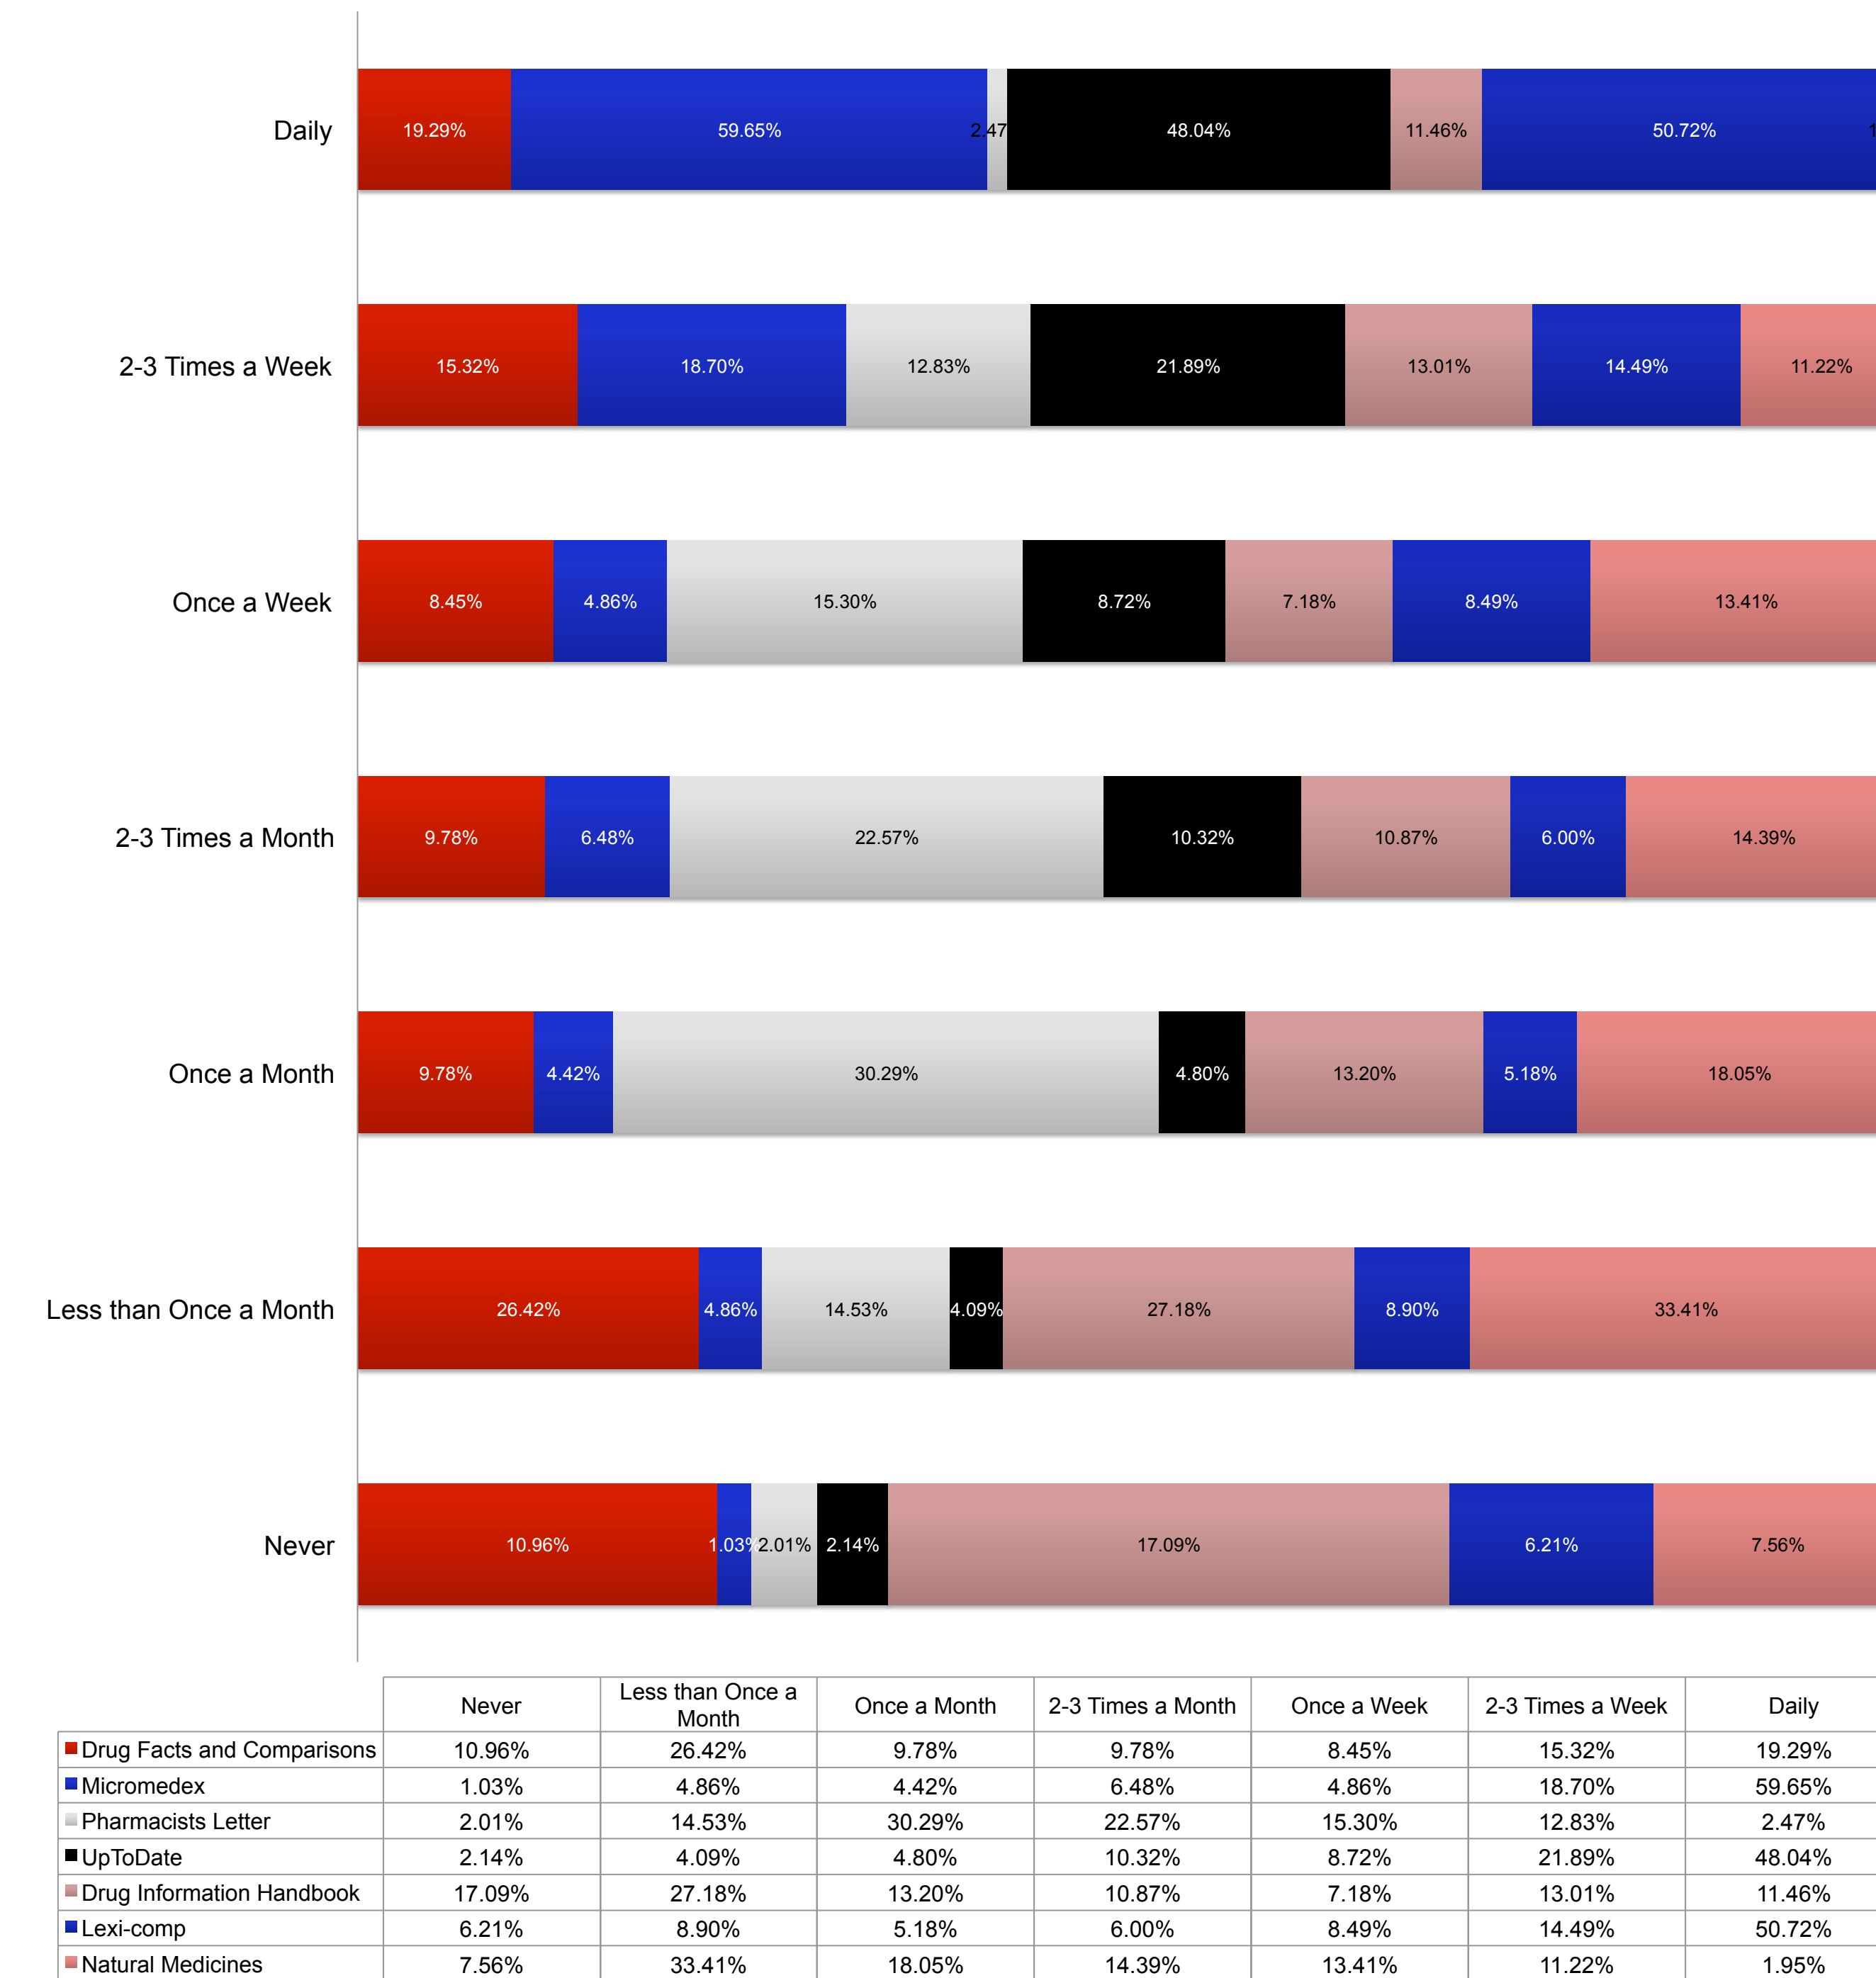 Daily 19.29% 59.65% 2.47 48.04% 11.46% 50.72% 1
2-3 Times a Week 15.32% 18.70% 12.83% 21.89% 13.01% 14.49% 11.22%
Once a Week 8.45% 4.86% 15.30% 8.72% 7.18% 8.49% 13.41%
2-3 Times a Month 9.78% 6.48% 22.57% 10.32% 10.87% 6.00% 14.39%
Once a Month 9.78% 4.42% 30.29% 4.80% 13.20% 5.18% 18.05%
Less than Once a Month 26.42% 4.86% 14.53% 4.09% 27.18% 8.90% 33.41%
Never 10.96% 1.03% 2.01% 2.14% 17.09% 6.21% 7.56%
Never Less than Once a Month Once a Month 2-3 Times a Month Once a Week 2-3 Times a Week Daily
Drug Facts and Comparisons 10.96% 26.42% 9.78% 9.78% 8.45% 15.32% 19.29%
Micromedex 1.03% 4.86% 4.42% 6.48% 4.86% 18.70% 59.65%
Pharmacists Letter 2.01% 14.53% 30.29% 22.57% 15.30% 12.83% 2.47%
UpToDate 2.14% 4.09% 4.80% 10.32% 8.72% 21.89% 48.04%
Drug Information Handbook 17.09% 27.18% 13.20% 10.87% 7.18% 13.01% 11.46%
Lexi-comp 6.21% 8.90% 5.18% 6.00% 8.49% 14.49% 50.72%
Natural Medicines 7.56% 33.41% 18.05% 14.39% 13.41% 11.22% 1.95%